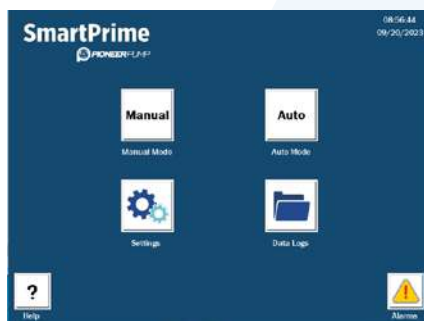 SmartPrime
08:56:44
09/20/2023
PIONEERPUMP
Manual
Auto
Manual Mode
Auto Mode
Settings
Data Logs
?
Help
Alarms